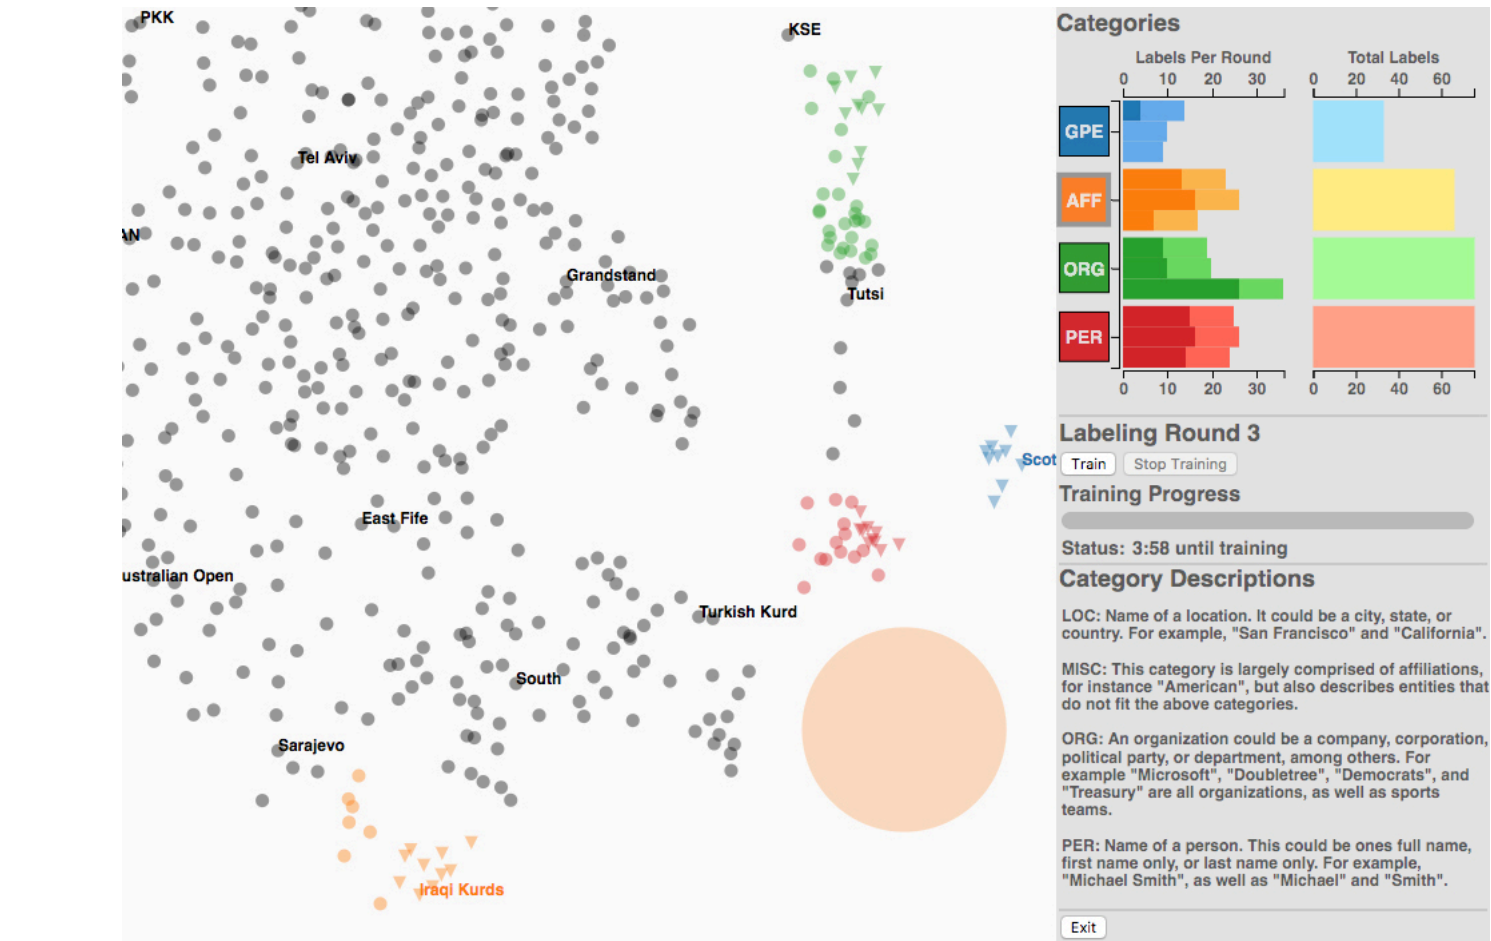 PKK
KSE
Tel Aviv
AN
Grandstand
Tutsi
Scot
East Fife
ustralian Open
Turkish Kurd
South
Sarajevo
Iraqi Kurds
Categories
Labels Per Round
Total Labels
0 10 20 30
0 20 40 60
GPE
AFF
ORG
PER
0 10 20 30
0 20 40 60
Labeling Round 3
Train
Stop Training
Training Progress
Status: 3:58 until training
Category Descriptions
LOC: Name of a location. It could be a city, state, or
country. For example, "San Francisco" and "California".
MISC: This category is largely comprised of affiliations,
for instance "American", but also describes entities that
do not fit the above categories.
ORG: An organization could be a company, corporation,
political party, or department, among others. For
example "Microsoft", "Doubletree", "Democrats", and
"Treasury" are all organizations, as well as sports
teams.
PER: Name of a person. This could be ones full name,
first name only, or last name only. For example,
"Michael Smith", as well as "Michael" and "Smith".
Exit